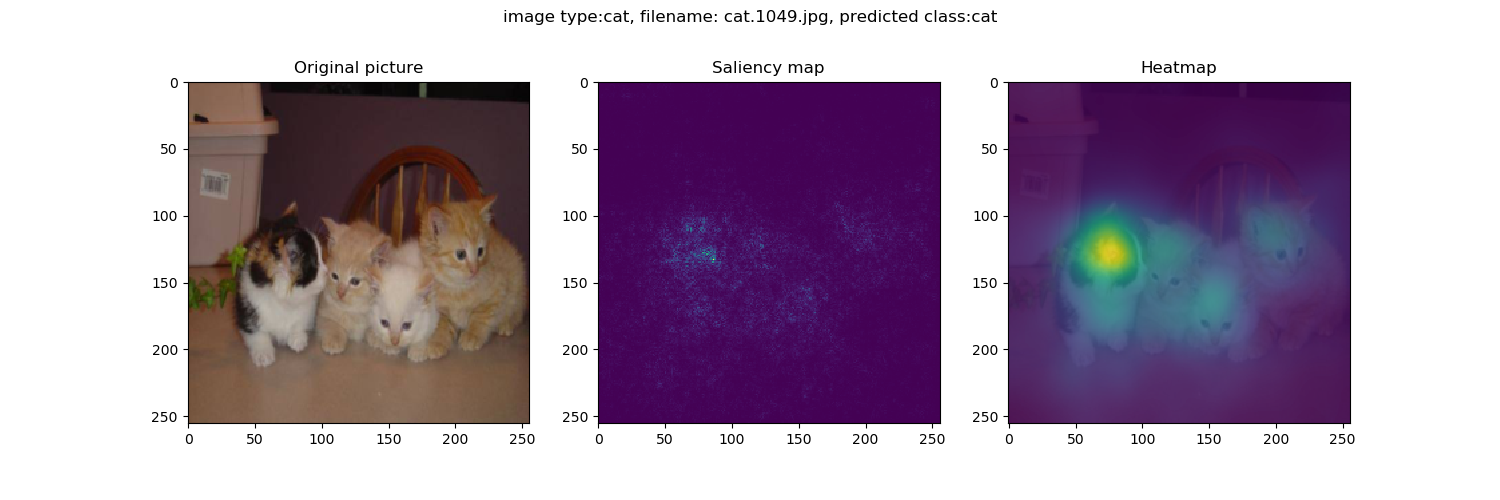 image type:cat, filename: cat.1049.jpg, predicted class:cat
Original picture
0
50
100
150
200
250
0 50 100 150 200 250
Saliency map
0
50
100
150
200
250
0 50 100 150 200 250
Heatmap
0
50
100
150
200
250
0 50 100 150 200 250